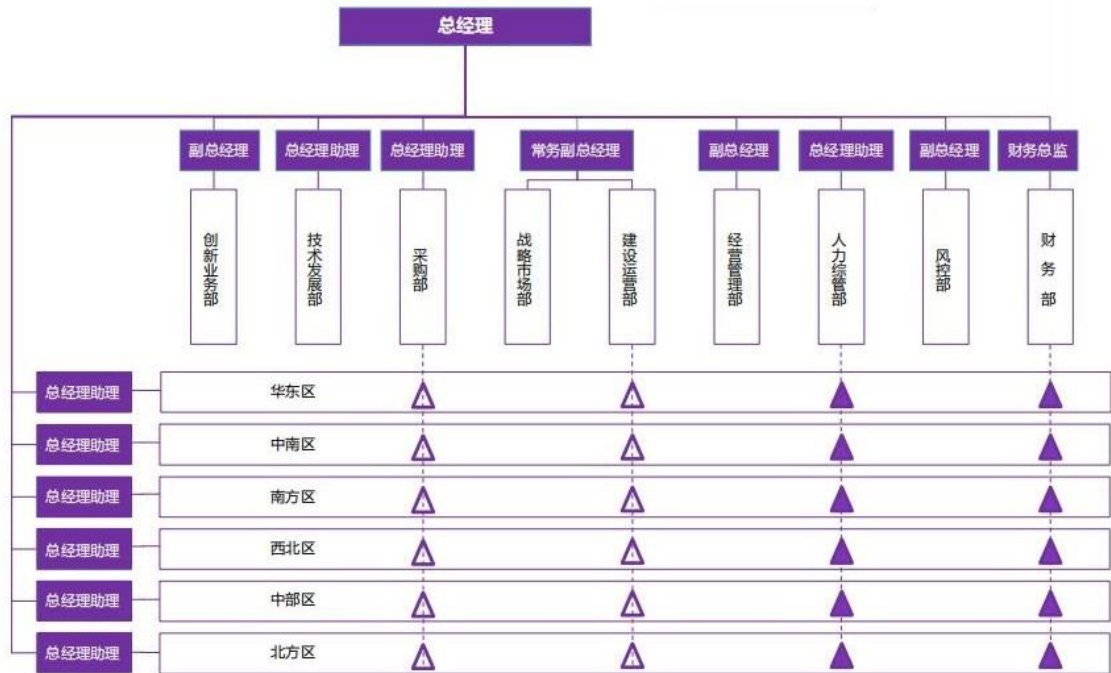 总经理
副总经理
总经理助理
总经理助理
常务副总经理
副总经理
总经理助理
副总经理
财务总监
创新业务部
技术发展部
采购部
战略市场部
建设运营部
经营管理部
人力综管部
风控部
财务部
总经理助理
华东区
总经理助理
中南区
总经理助理
南方区
总经理助理
西北区
总经理助理
中部区
总经理助理
北方区